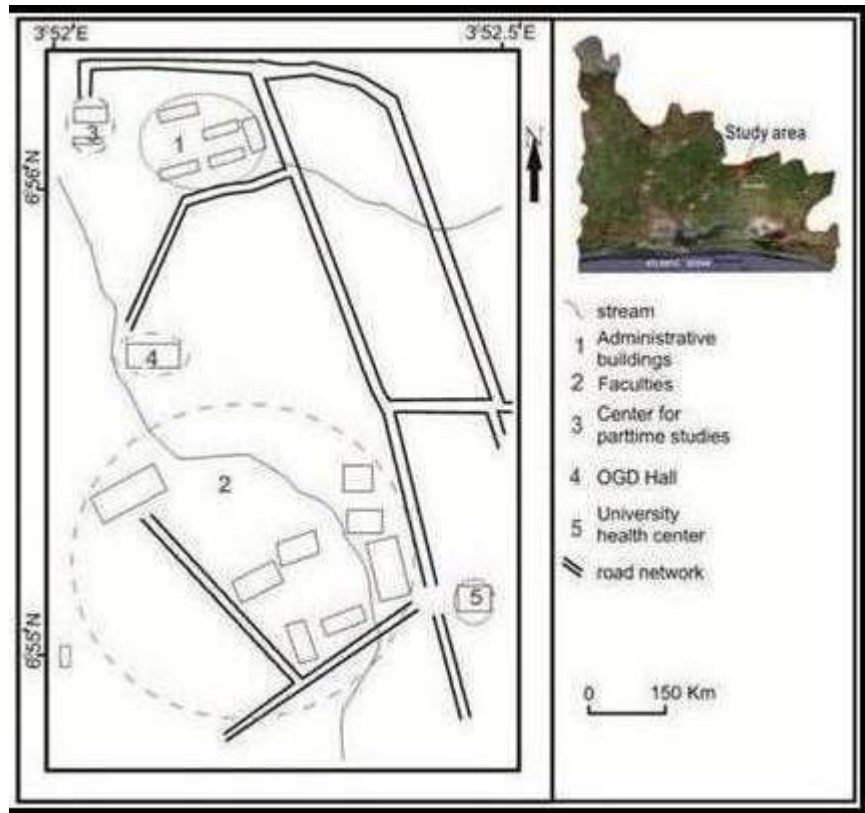 3°52'E
3°52.5'E
6°56'N
6°55'N
N
3
1
4
2
5
Study area
stream
1 Administrative
buildings
2 Faculties
3 Center for
parttime studies
4 OGD Hall
5 University
health center
road network
0 150 Km